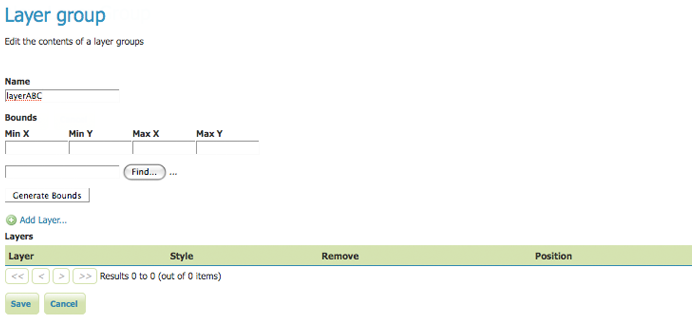 Layer group
Edit the contents of a layer groups
Name
layerABC
Bounds
Min X Min Y Max X Max Y
Find... ...
Generate Bounds
Add Layer...
Layers
Layer Style Remove Position
<< < > >> Results 0 to 0 (out of 0 items)
Save Cancel